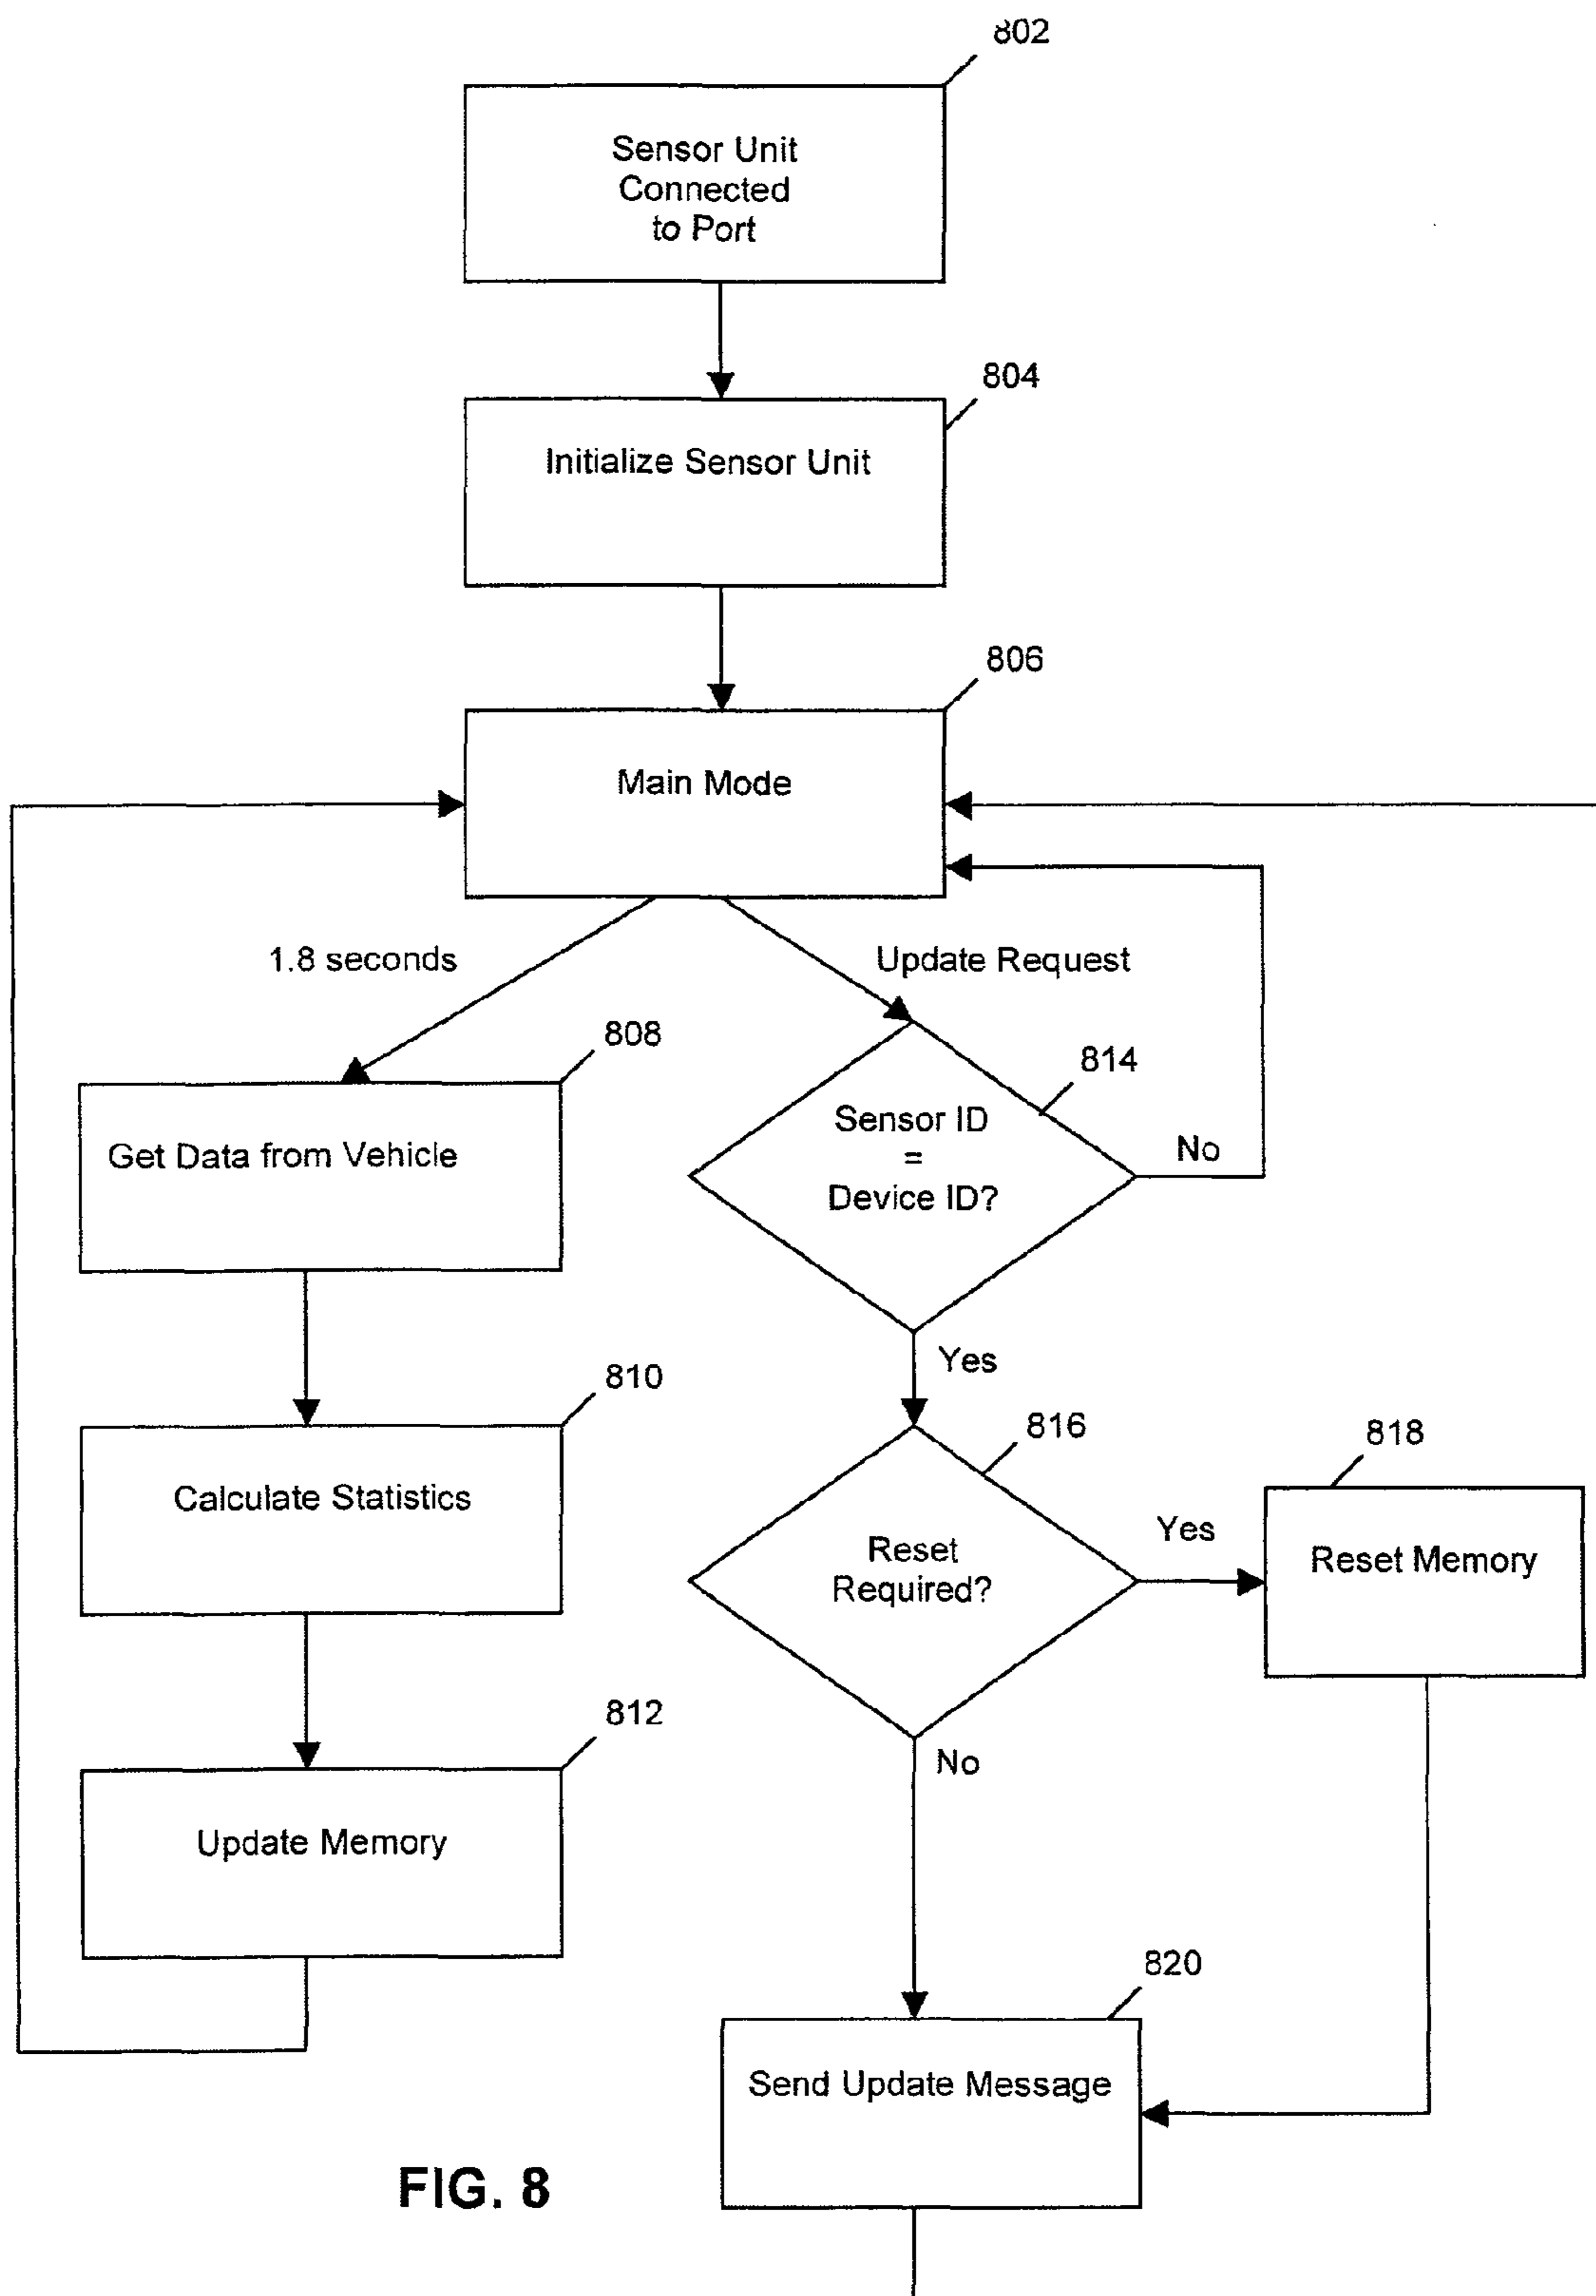 802
Sensor Unit
Connected
to Port
804
Initialize Sensor Unit
806
Main Mode
1.8 seconds
Update Request
808
Get Data from Vehicle
814
Sensor ID
=
Device ID?
No
Yes
810
Calculate Statistics
816
Reset
Required?
Yes
818
Reset Memory
No
812
Update Memory
820
Send Update Message
FIG. 8